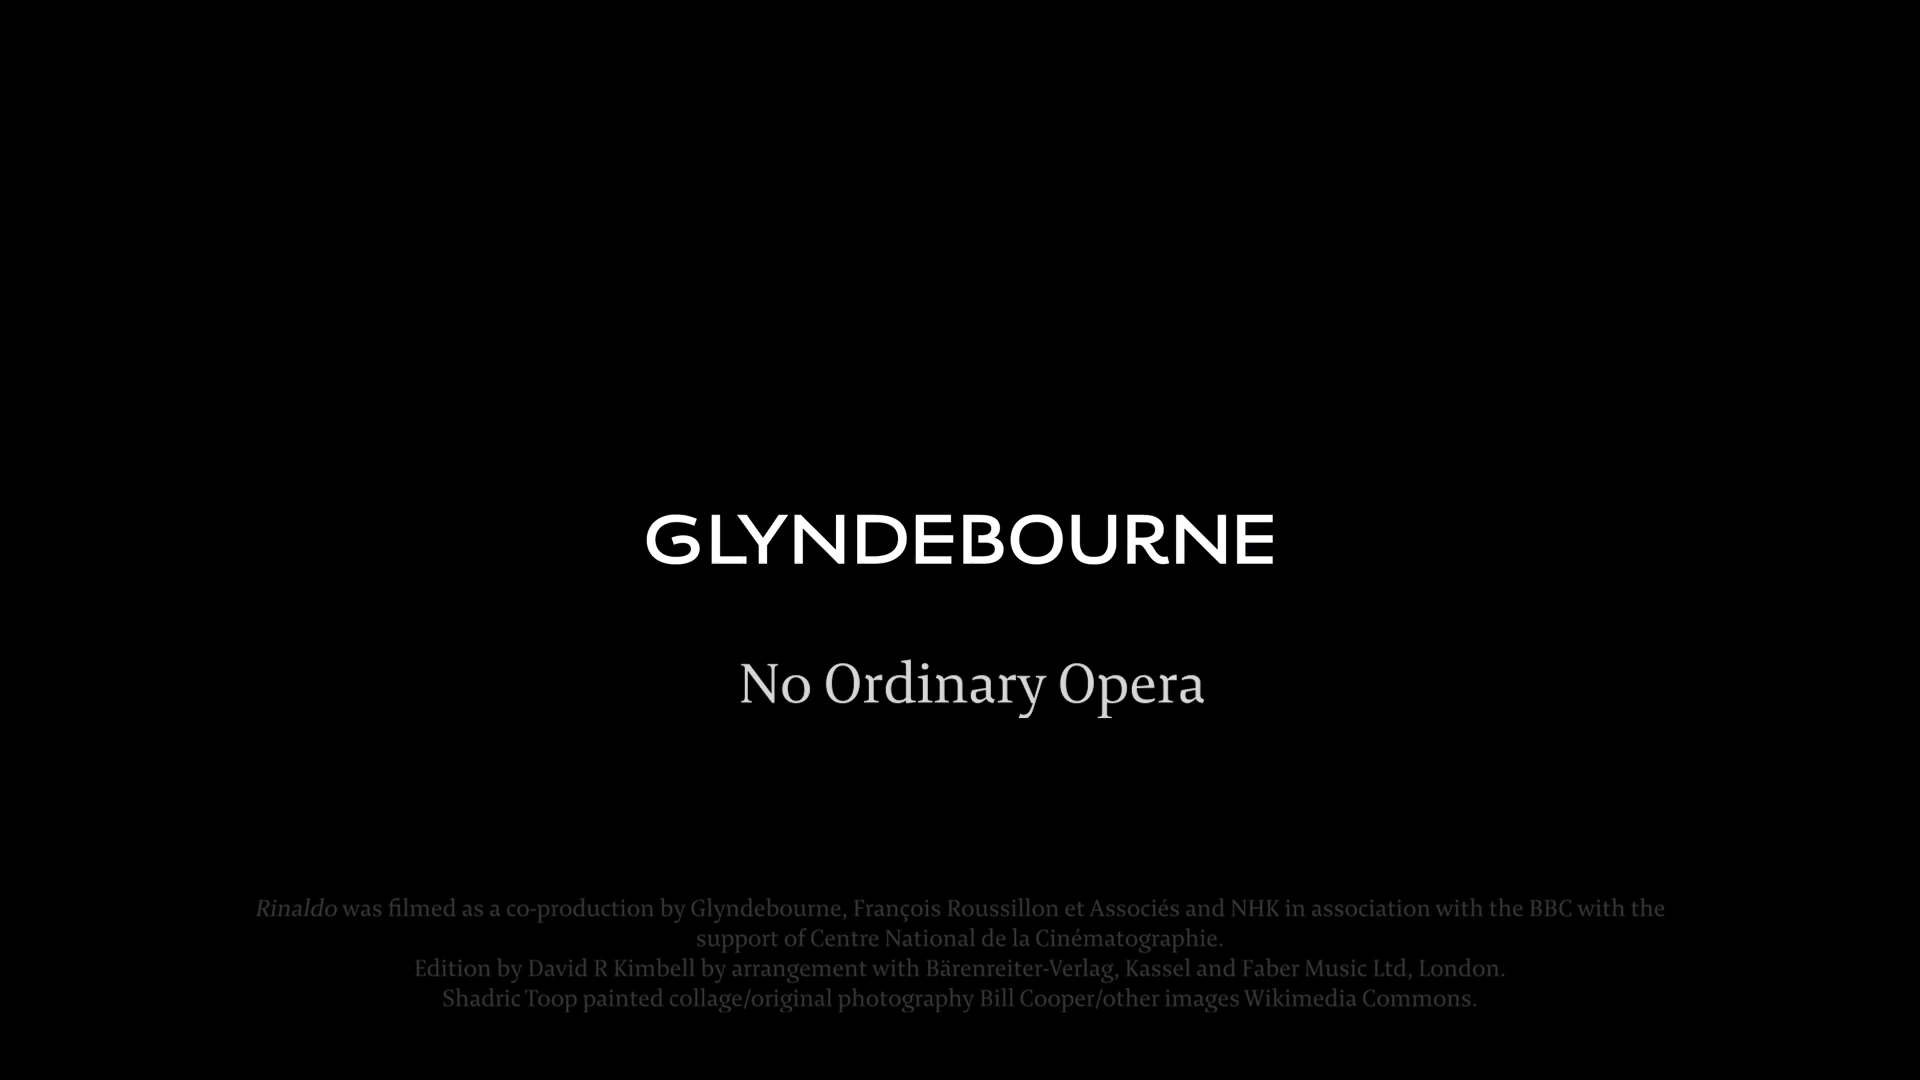 GLYNDEBOURNE
No Ordinary Opera
Rinaldo was filmed as a co-production by Glyndebourne, François Roussillon et Associés and NHK in association with the BBC with the
support of Centre National de la Cinématographie.
Edition by David R Kimbell by arrangement with Bärenreiter-Verlag, Kassel and Faber Music Ltd, London.
Shadric Toop painted collage/original photography Bill Cooper/other images Wikimedia Commons.